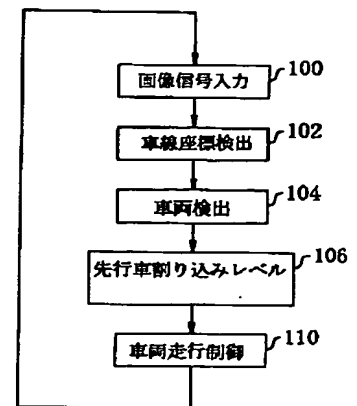 画像信号入力 100
車線座標検出 102
車両検出 104
先行車割り込みレベル 106
車両走行制御 110